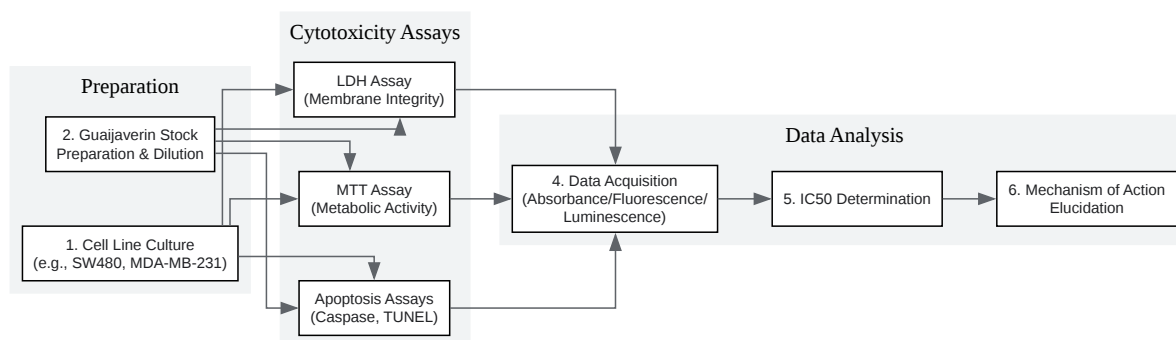 Cytotoxicity Assays
Preparation
LDH Assay
(Membrane Integrity)
2. Guaijaverin Stock
Preparation & Dilution
Data Analysis
MTT Assay
(Metabolic Activity)
4. Data Acquisition
(Absorbance/Fluorescence/
Luminescence)
5. IC50 Determination
6. Mechanism of Action
Elucidation
1. Cell Line Culture
(e.g., SW480, MDA-MB-231)
Apoptosis Assays
(Caspase, TUNEL)